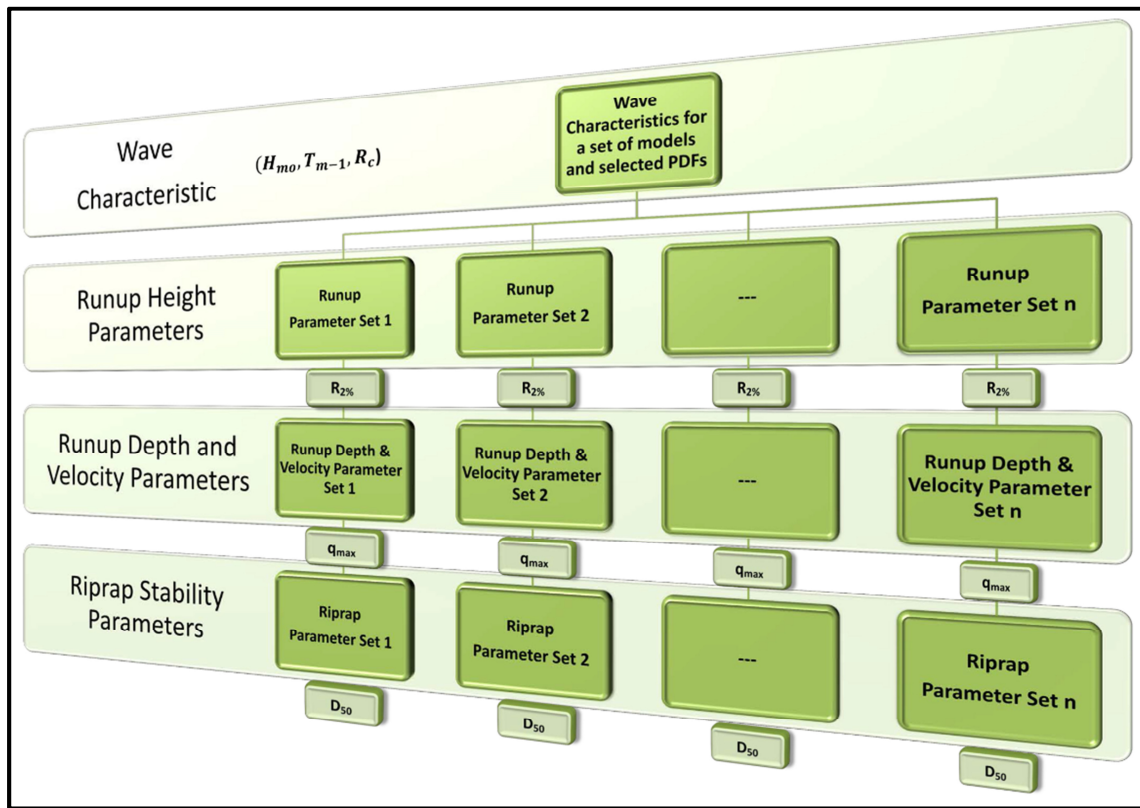 Wave
Characteristic
(H_mo, T_m−1, R_c)
Wave
Characteristics for
a set of models
and selected PDFs
Runup Height
Parameters
Runup
Parameter Set 1
Runup
Parameter Set 2
---
Runup
Parameter Set n
R2%
R2%
R2%
R2%
Runup Depth and
Velocity Parameters
Runup Depth &
Velocity Parameter
Set 1
Runup Depth &
Velocity Parameter
Set 2
---
Runup Depth &
Velocity Parameter
Set n
qmax
qmax
qmax
qmax
Riprap Stability
Parameters
Riprap
Parameter Set 1
Riprap
Parameter Set 2
---
Riprap
Parameter Set n
D50
D50
D50
D50